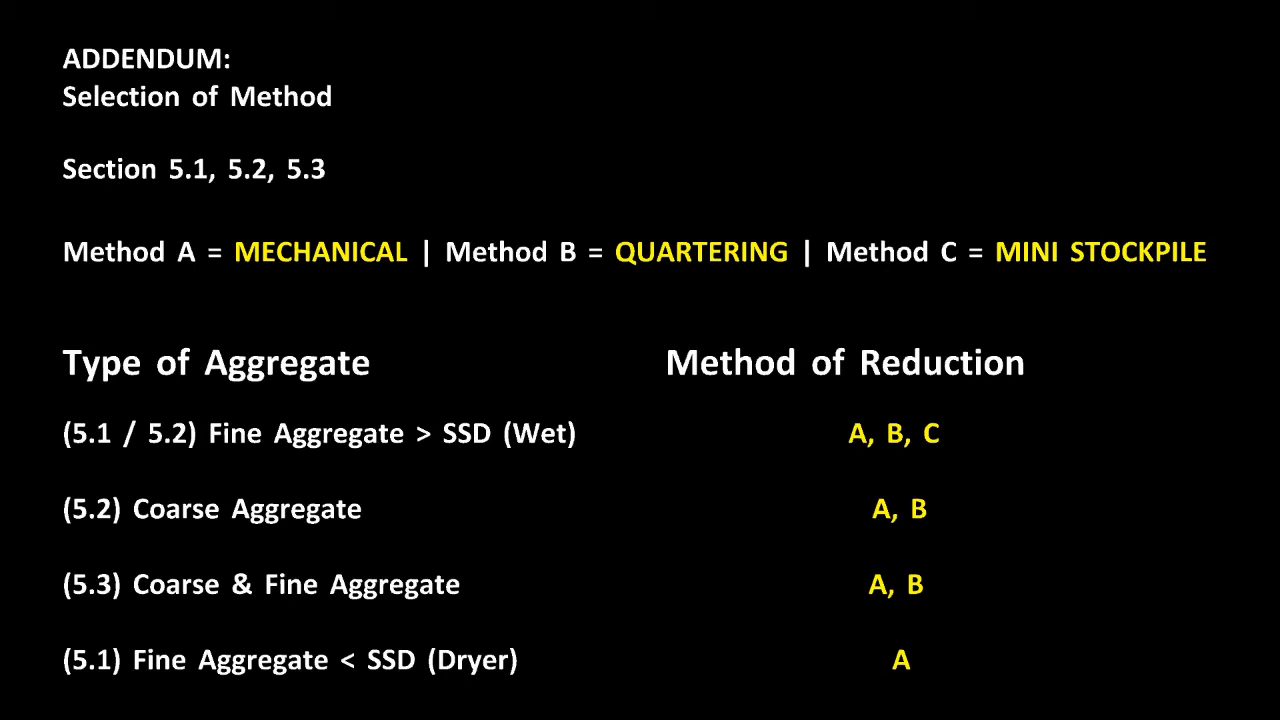 ADDENDUM:
Selection of Method
Section 5.1, 5.2, 5.3
Method A = MECHANICAL | Method B = QUARTERING | Method C = MINI STOCKPILE
Type of Aggregate Method of Reduction
(5.1 / 5.2) Fine Aggregate > SSD (Wet) A, B, C
(5.2) Coarse Aggregate A, B
(5.3) Coarse & Fine Aggregate A, B
(5.1) Fine Aggregate < SSD (Dryer) A